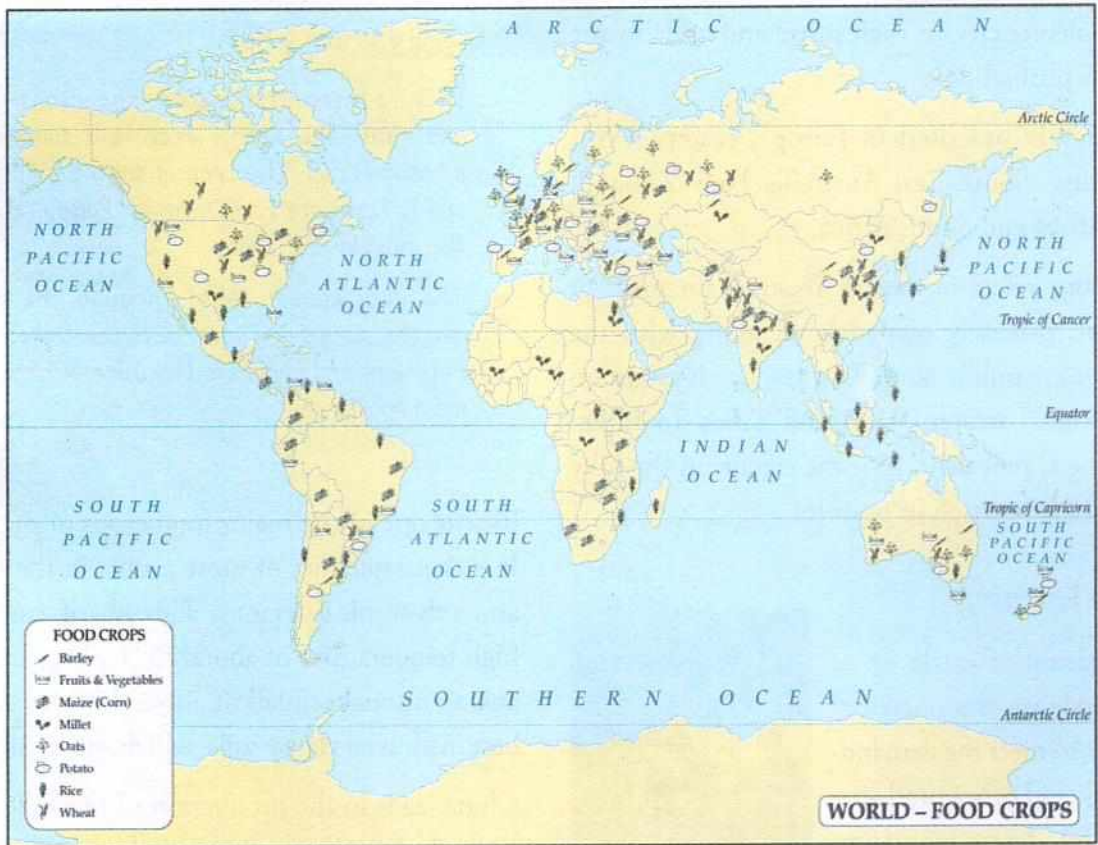 ARCTIC OCEAN
Arctic Circle
NORTH
PACIFIC
OCEAN
NORTH
ATLANTIC
OCEAN
NORTH
PACIFIC
OCEAN
Tropic of Cancer
Equator
INDIAN
OCEAN
SOUTH
PACIFIC
OCEAN
SOUTH
ATLANTIC
OCEAN
Tropic of Capricorn
SOUTH
PACIFIC
OCEAN
FOOD CROPS
Barley
Fruits & Vegetables
Maize (Corn)
Millet
Oats
Potato
Rice
Wheat
SOUTHERN OCEAN
Antarctic Circle
WORLD – FOOD CROPS